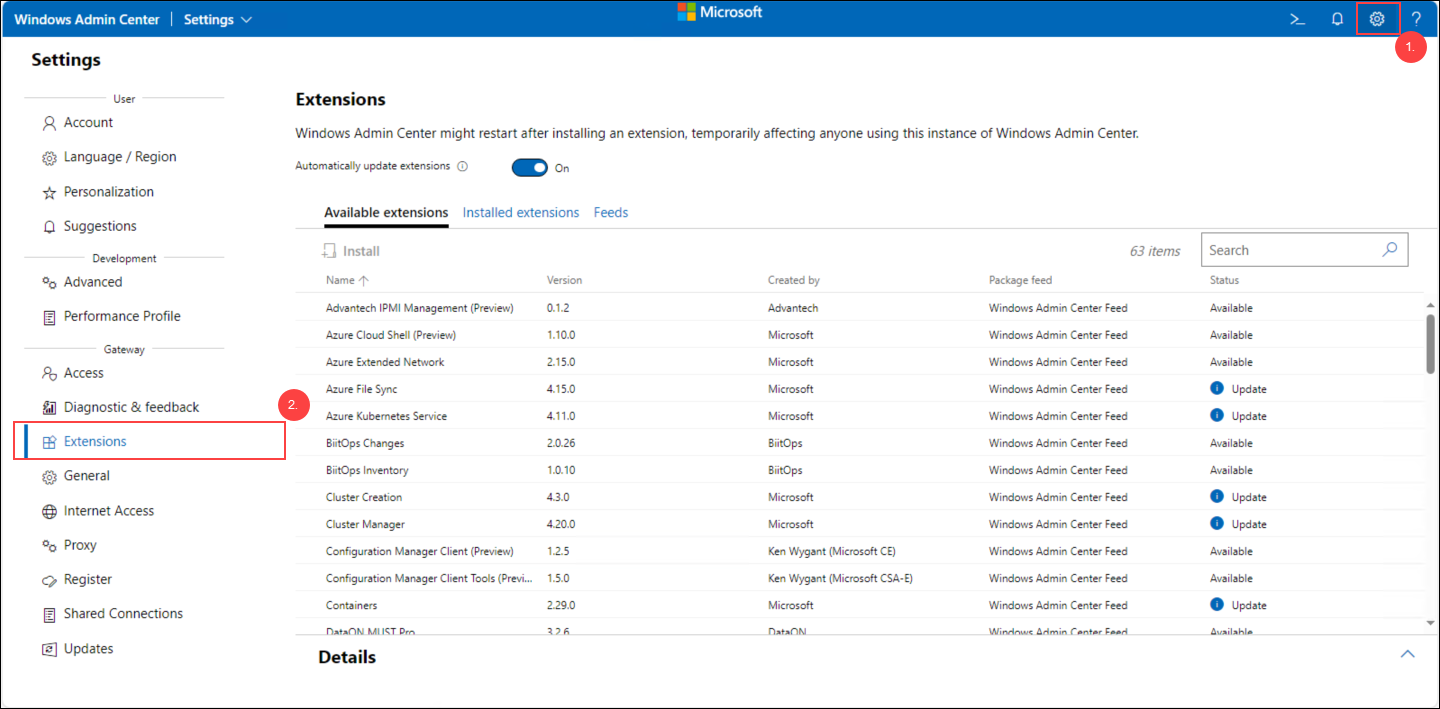 Windows Admin Center | Settings
Microsoft
>_
?
1.
Settings
User
Account
Language / Region
Personalization
Suggestions
Development
Advanced
Performance Profile
Gateway
Access
Diagnostic & feedback
2.
Extensions
General
Internet Access
Proxy
Register
Shared Connections
Updates
Extensions
Windows Admin Center might restart after installing an extension, temporarily affecting anyone using this instance of Windows Admin Center.
Automatically update extensions On
Available extensions Installed extensions Feeds
Install 63 items Search
Name Version Created by Package feed Status
Advantech IPMI Management (Preview) 0.1.2 Advantech Windows Admin Center Feed Available
Azure Cloud Shell (Preview) 1.10.0 Microsoft Windows Admin Center Feed Available
Azure Extended Network 2.15.0 Microsoft Windows Admin Center Feed Available
Azure File Sync 4.15.0 Microsoft Windows Admin Center Feed Update
Azure Kubernetes Service 4.11.0 Microsoft Windows Admin Center Feed Update
BiitOps Changes 2.0.26 BiitOps Windows Admin Center Feed Available
BiitOps Inventory 1.0.10 BiitOps Windows Admin Center Feed Available
Cluster Creation 4.3.0 Microsoft Windows Admin Center Feed Update
Cluster Manager 4.20.0 Microsoft Windows Admin Center Feed Update
Configuration Manager Client (Preview) 1.2.5 Ken Wygant (Microsoft CE) Windows Admin Center Feed Available
Configuration Manager Client Tools (Previ... 1.5.0 Ken Wygant (Microsoft CSA-E) Windows Admin Center Feed Available
Containers 2.29.0 Microsoft Windows Admin Center Feed Update
DataON MUST Pro 3.2.6 DataON Windows Admin Center Feed Available
Details